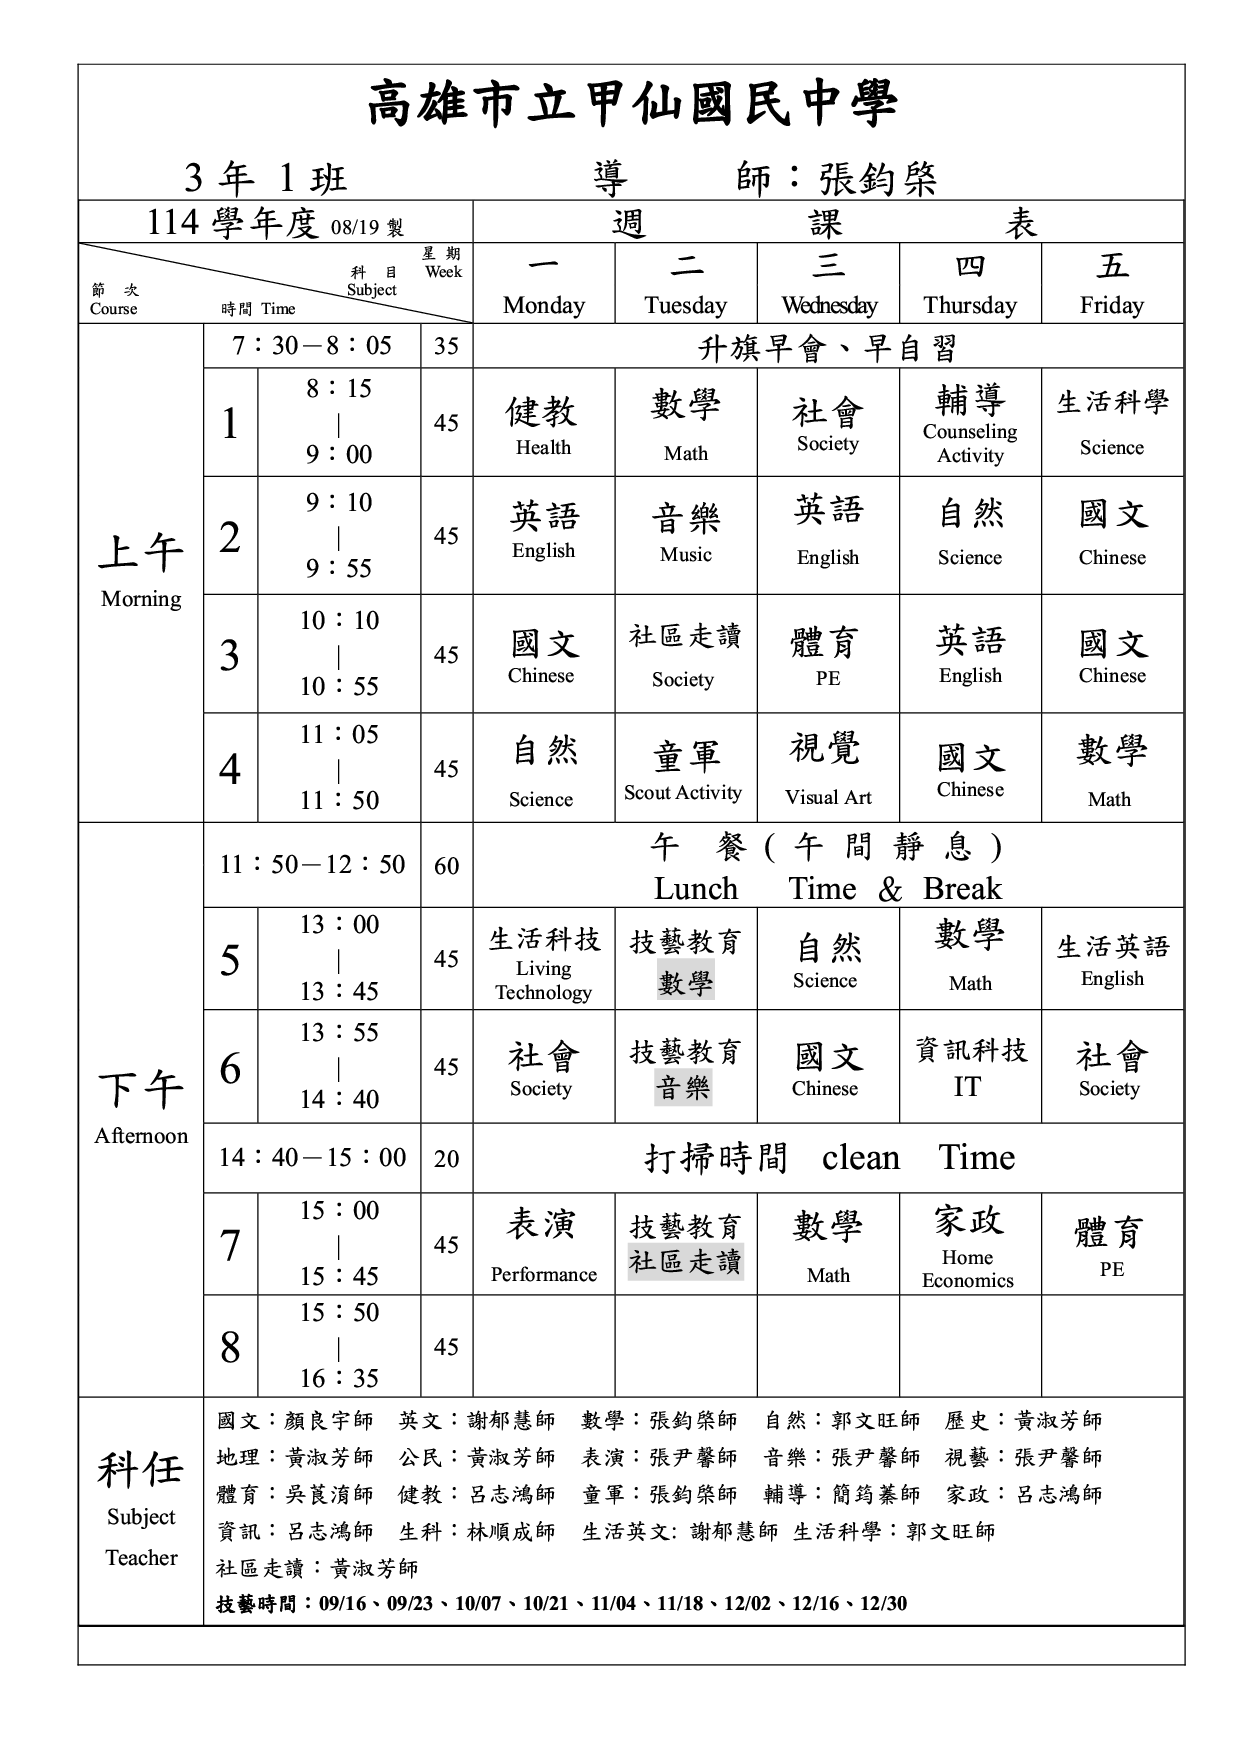 高雄市立甲仙國民中學
3 年 1 班 導 師：張鈞棨
114 學年度 08/19 製 週 課 表
星 期
Week
科 目
Subject
節 次
Course
時間 Time
一 二 三 四 五
Monday Tuesday Wednesday Thursday Friday
上午
Morning
7：30－8：05 35 升旗早會、早自習
1 8：15｜9：00 45 健教 數學 社會 輔導 生活科學
Health Math Society Counseling Activity Science
2 9：10｜9：55 45 英語 音樂 英語 自然 國文
English Music English Science Chinese
3 10：10｜10：55 45 國文 社區走讀 體育 英語 國文
Chinese Society PE English Chinese
4 11：05｜11：50 45 自然 童軍 視覺 國文 數學
Science Scout Activity Visual Art Chinese Math
下午
Afternoon
11：50－12：50 60 午 餐 ( 午 間 靜 息 )
Lunch Time & Break
5 13：00｜13：45 45 生活科技 技藝教育 自然 數學 生活英語
Living Technology 數學 Science Math English
6 13：55｜14：40 45 社會 技藝教育 國文 資訊科技 社會
Society 音樂 Chinese IT Society
14：40－15：00 20 打掃時間 clean Time
7 15：00｜15：45 45 表演 技藝教育 數學 家政 體育
Performance 社區走讀 Math Home Economics PE
8 15：50｜16：35 45
科任
Subject
Teacher
國文：顏良宇師 英文：謝郁慧師 數學：張鈞棨師 自然：郭文旺師 歷史：黃淑芳師
地理：黃淑芳師 公民：黃淑芳師 表演：張尹馨師 音樂：張尹馨師 視藝：張尹馨師
體育：吳莨淯師 健教：呂志鴻師 童軍：張鈞棨師 輔導：簡筠蓁師 家政：呂志鴻師
資訊：呂志鴻師 生科：林順成師 生活英文: 謝郁慧師 生活科學：郭文旺師
社區走讀：黃淑芳師
技藝時間：09/16、09/23、10/07、10/21、11/04、11/18、12/02、12/16、12/30